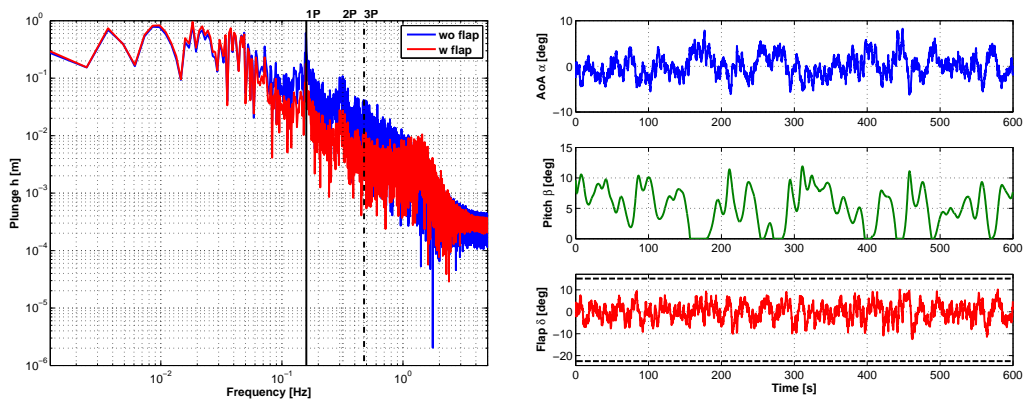 1P 2P 3P
wo flap
w flap
10^0
10^-1
10^-2
10^-3
10^-4
10^-5
10^-6
Plunge h [m]
10^-2 10^-1 10^0
Frequency [Hz]
10
0
−10
AoA α [deg]
0 100 200 300 400 500 600
15
10
5
0
Pitch β [deg]
0 100 200 300 400 500 600
10
0
−10
−20
Flap δ [deg]
0 100 200 300 400 500 600
Time [s]